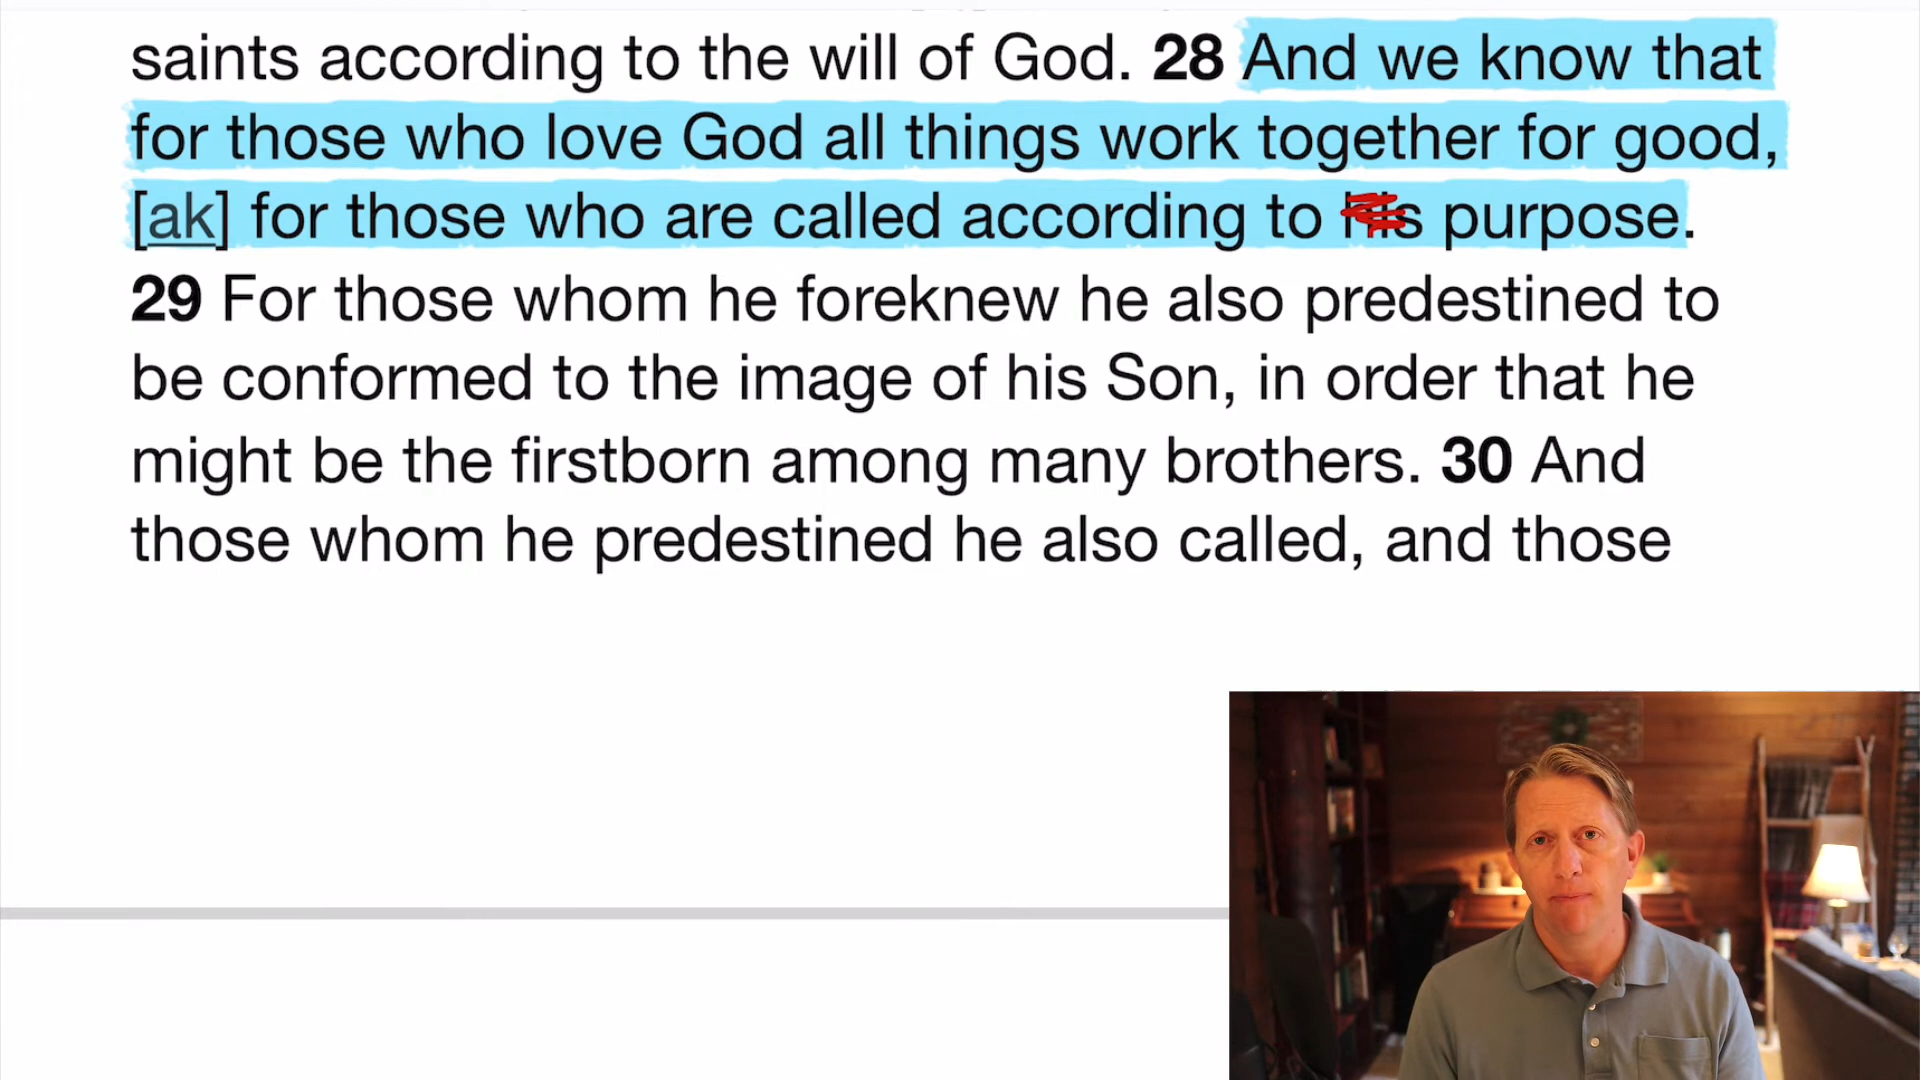 saints according to the will of God. 28 And we know that
for those who love God all things work together for good,
[ak] for those who are called according to his purpose.
29 For those whom he foreknew he also predestined to
be conformed to the image of his Son, in order that he
might be the firstborn among many brothers. 30 And
those whom he predestined he also called, and those